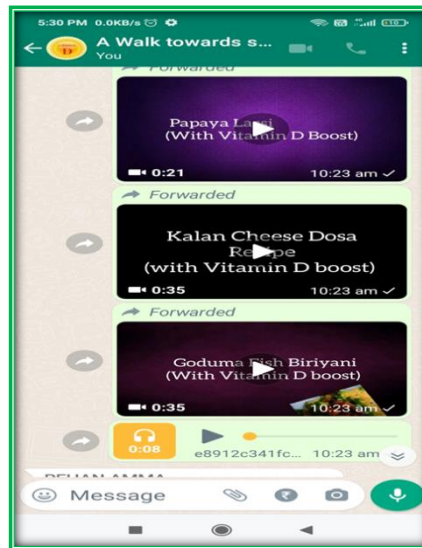 5:30 PM 0.0KB/s
A Walk towards s...
You
Forwarded
Papaya Lassi
(With Vitamin D Boost)
0:21 10:23 am
Forwarded
Kalan Cheese Dosa
Recipe
(with Vitamin D boost)
0:35 10:23 am
Forwarded
Goduma Fish Biriyani
(With Vitamin D boost)
0:35 10:23 am
0:08 e8912c341fc... 10:23 am
Message